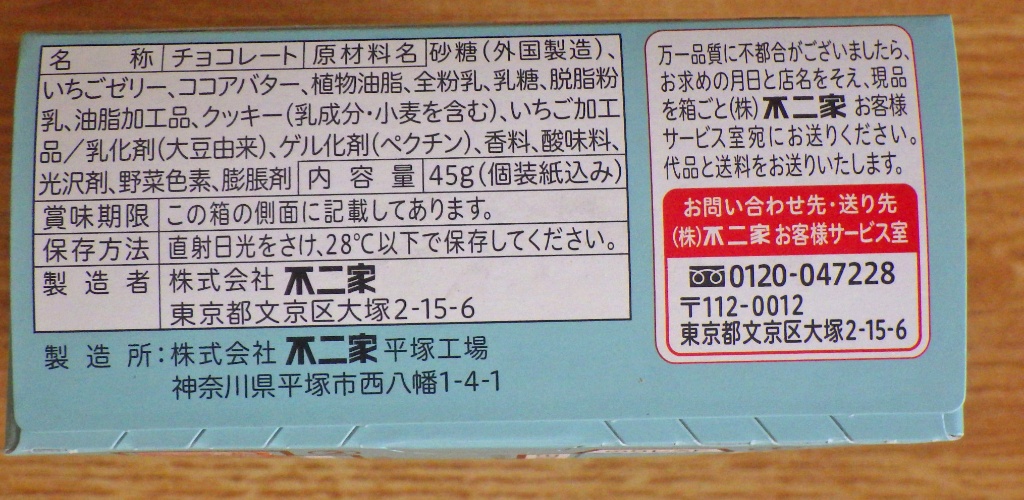 名称 チョコレート 原材料名 砂糖(外国製造)、
いちごゼリー、ココアバター、植物油脂、全粉乳、乳糖、脱脂粉
乳、油脂加工品、クッキー(乳成分・小麦を含む)、いちご加工
品/乳化剤(大豆由来)、ゲル化剤(ペクチン)、香料、酸味料、
光沢剤、野菜色素、膨脹剤 内容量 45g(個装紙込み)
賞味期限 この箱の側面に記載してあります。
保存方法 直射日光をさけ、28℃以下で保存してください。
製造者 株式会社 不二家
東京都文京区大塚2-15-6
製造所:株式会社 不二家 平塚工場
神奈川県平塚市西八幡1-4-1
万一品質に不都合がございましたら、
お求めの月日と店名をそえ、現品
を箱ごと(株)不二家 お客様
サービス室宛にお送りください。
代品と送料をお送りいたします。
お問い合わせ先・送り先
(株)不二家お客様サービス室
0120-047228
〒112-0012
東京都文京区大塚2-15-6